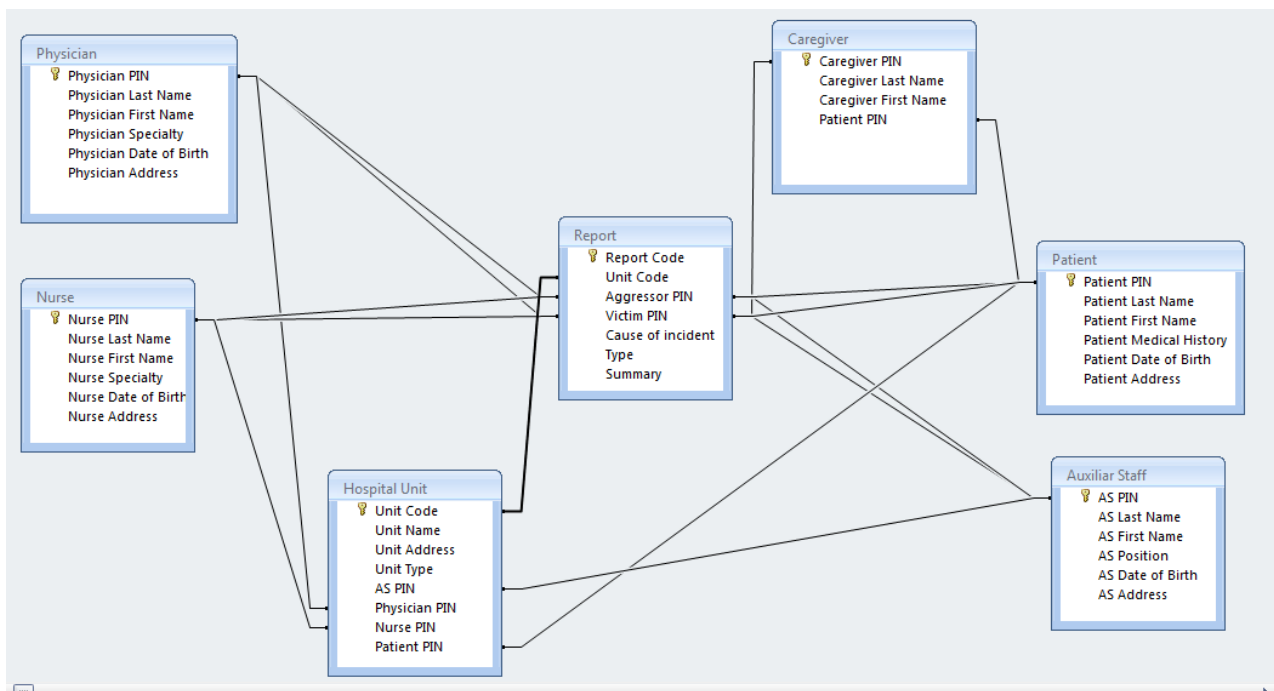 Physician
Physician PIN
Physician Last Name
Physician First Name
Physician Specialty
Physician Date of Birth
Physician Address
Caregiver
Caregiver PIN
Caregiver Last Name
Caregiver First Name
Patient PIN
Report
Report Code
Unit Code
Aggressor PIN
Victim PIN
Cause of incident
Type
Summary
Patient
Patient PIN
Patient Last Name
Patient First Name
Patient Medical History
Patient Date of Birth
Patient Address
Nurse
Nurse PIN
Nurse Last Name
Nurse First Name
Nurse Specialty
Nurse Date of Birth
Nurse Address
Hospital Unit
Unit Code
Unit Name
Unit Address
Unit Type
AS PIN
Physician PIN
Nurse PIN
Patient PIN
Auxiliar Staff
AS PIN
AS Last Name
AS First Name
AS Position
AS Date of Birth
AS Address